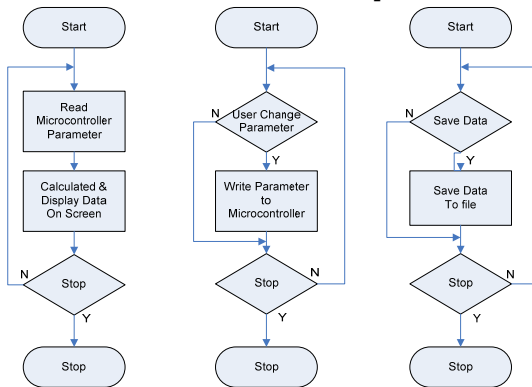 Start
Read
Microcontroller
Parameter
Calculated &
Display Data
On Screen
N
Stop
Y
Stop
Start
N
User Change
Parameter
Y
Write Parameter
to
Microcontroller
Stop
N
Y
Stop
Start
N
Save Data
Y
Save Data
To file
Stop
N
Y
Stop